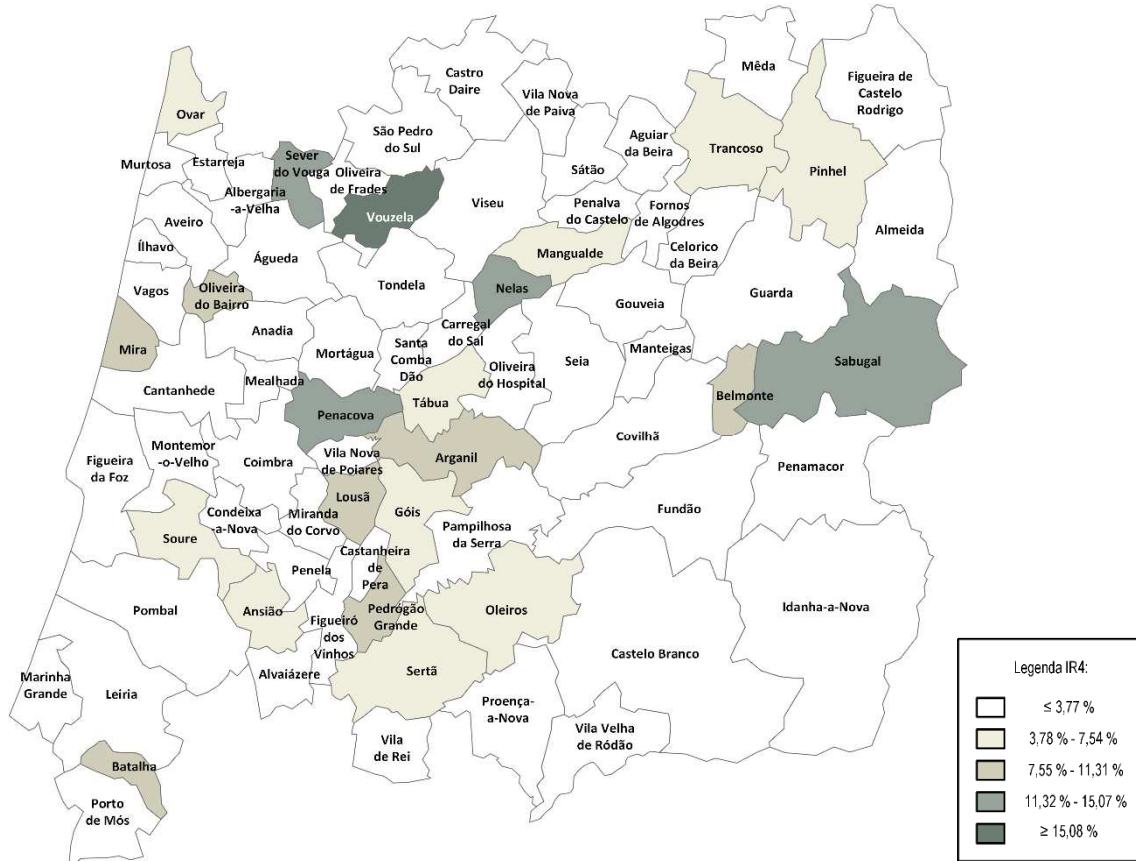 Mêda
Castro
Daire
Figueira de
Castelo
Rodrigo
Vila Nova
de Paiva
Ovar
São Pedro
do Sul
Aguiar
da Beira
Trancoso
Murtosa
Estarreja
Sever
do Vouga
Oliveira
de Frades
Sátão
Pinhel
Albergaria
-a-Velha
Vouzela
Viseu
Penalva
do Castelo
Fornos
de Algodres
Aveiro
Almeida
Ílhavo
Águeda
Mangualde
Celorico
da Beira
Vagos
Oliveira
do Bairro
Tondela
Nelas
Gouveia
Guarda
Mira
Anadia
Mortágua
Santa
Comba
Dão
Carregal
do Sal
Oliveira
do Hospital
Seia
Manteigas
Sabugal
Cantanhede
Mealhada
Tábua
Belmonte
Penacova
Covilhã
Figueira
da Foz
Montemor
-o-Velho
Coimbra
Vila Nova
de Poiares
Arganil
Penamacor
Lousã
Góis
Fundão
Soure
Condeixa
-a-Nova
Miranda
do Corvo
Pampilhosa
da Serra
Castanheira
de
Pera
Penela
Pombal
Ansião
Figueiró
dos
Vinhos
Pedrógão
Grande
Oleiros
Idanha-a-Nova
Castelo Branco
Marinha
Grande
Leiria
Alvaiázere
Sertã
Proença-
a-Nova
Vila
de Rei
Vila Velha
de Ródão
Batalha
Porto
de Mós
Legenda IR4:
≤ 3,77 %
3,78 % - 7,54 %
7,55 % - 11,31 %
11,32 % - 15,07 %
≥ 15,08 %